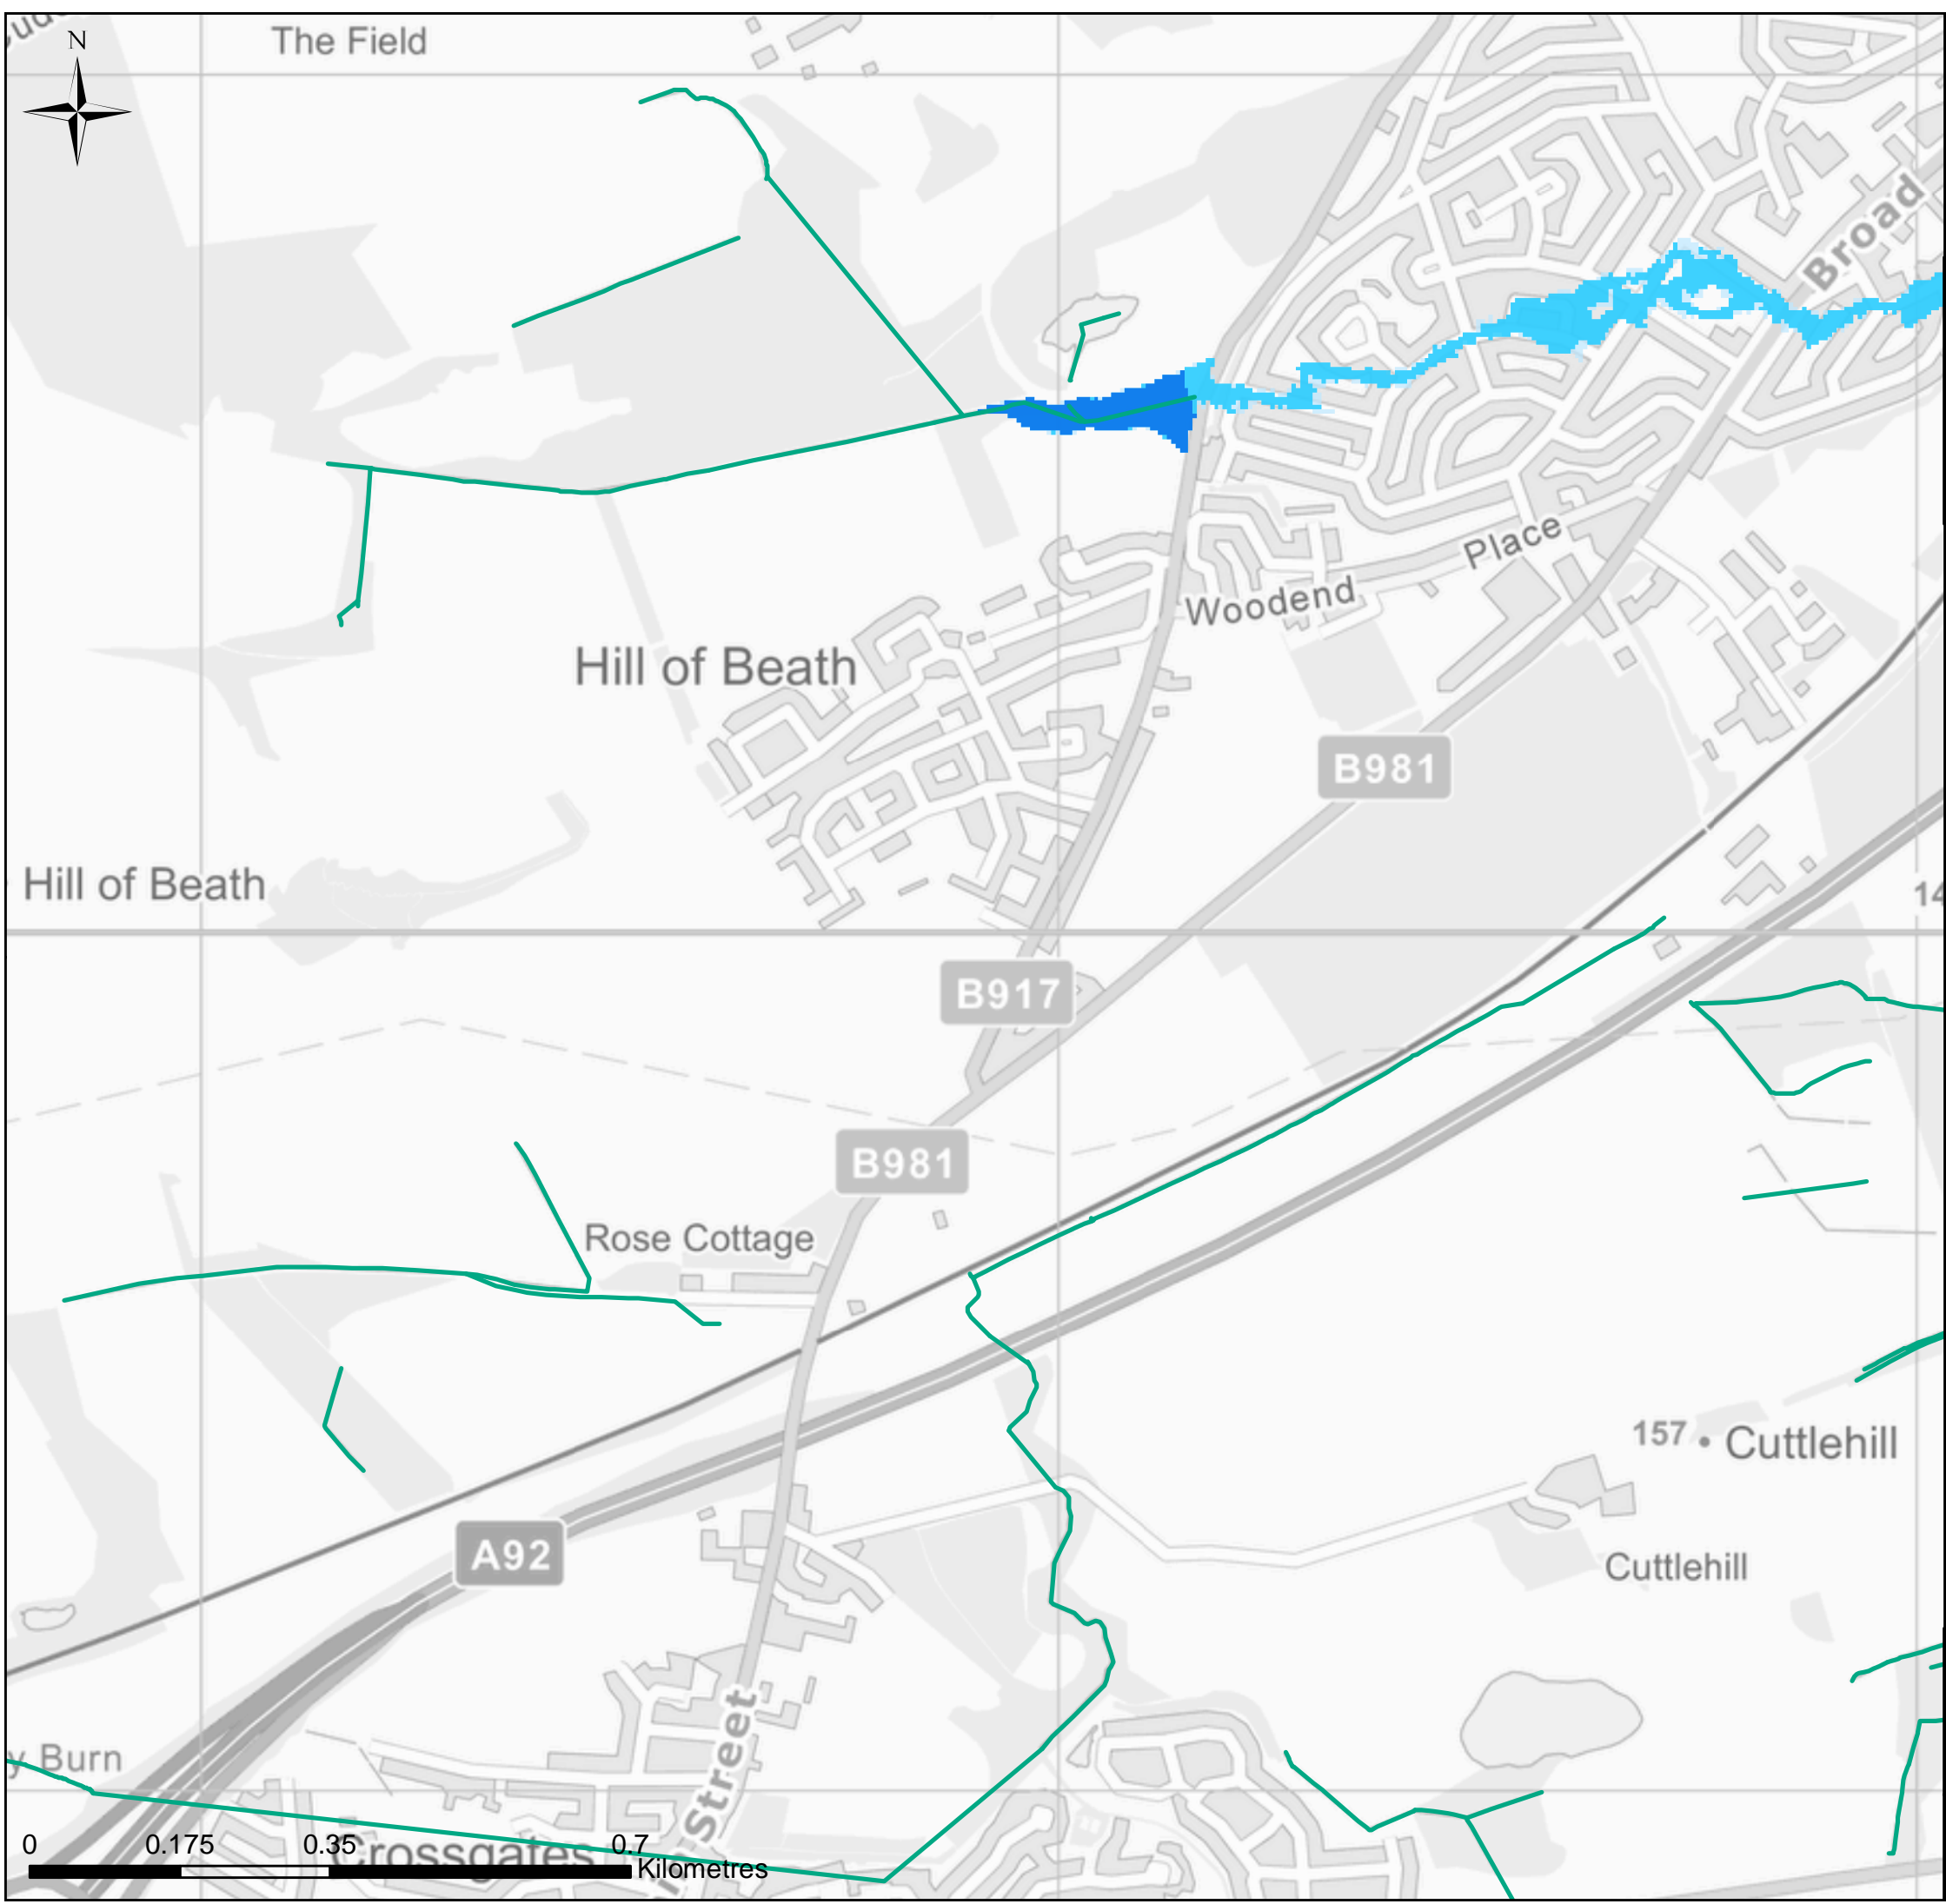 The Field
N
Broad
Woodend Place
Hill of Beath
B981
Hill of Beath
14
B917
B981
Rose Cottage
157
Cuttlehill
A92
Cuttlehill
Street
y Burn
0 0.175 0.35 0.7
Crossgates
Kilometres